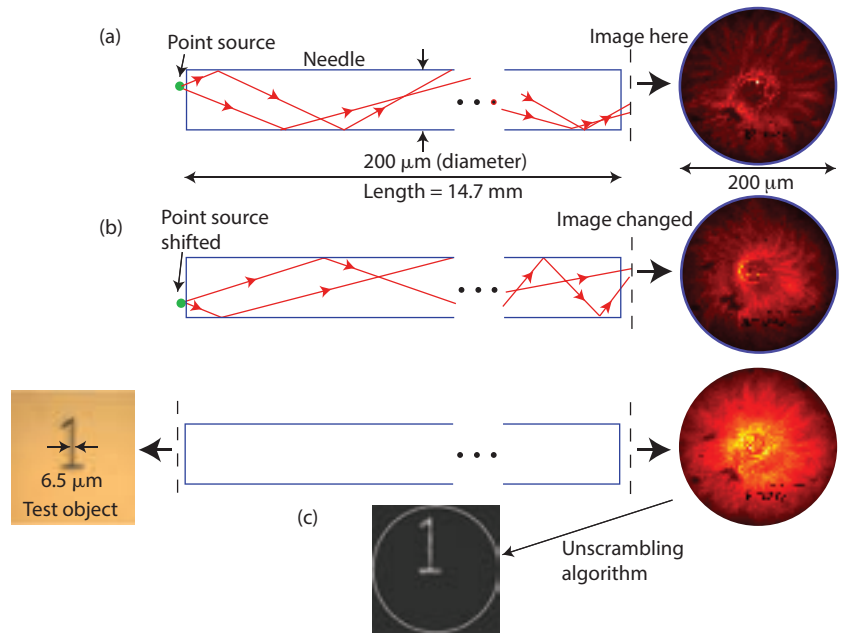 (a)
Point source
Needle
Image here
200 μm (diameter)
Length = 14.7 mm
200 μm
(b)
Point source
shifted
Image changed
1
6.5 μm
Test object
(c)
1
Unscrambling
algorithm